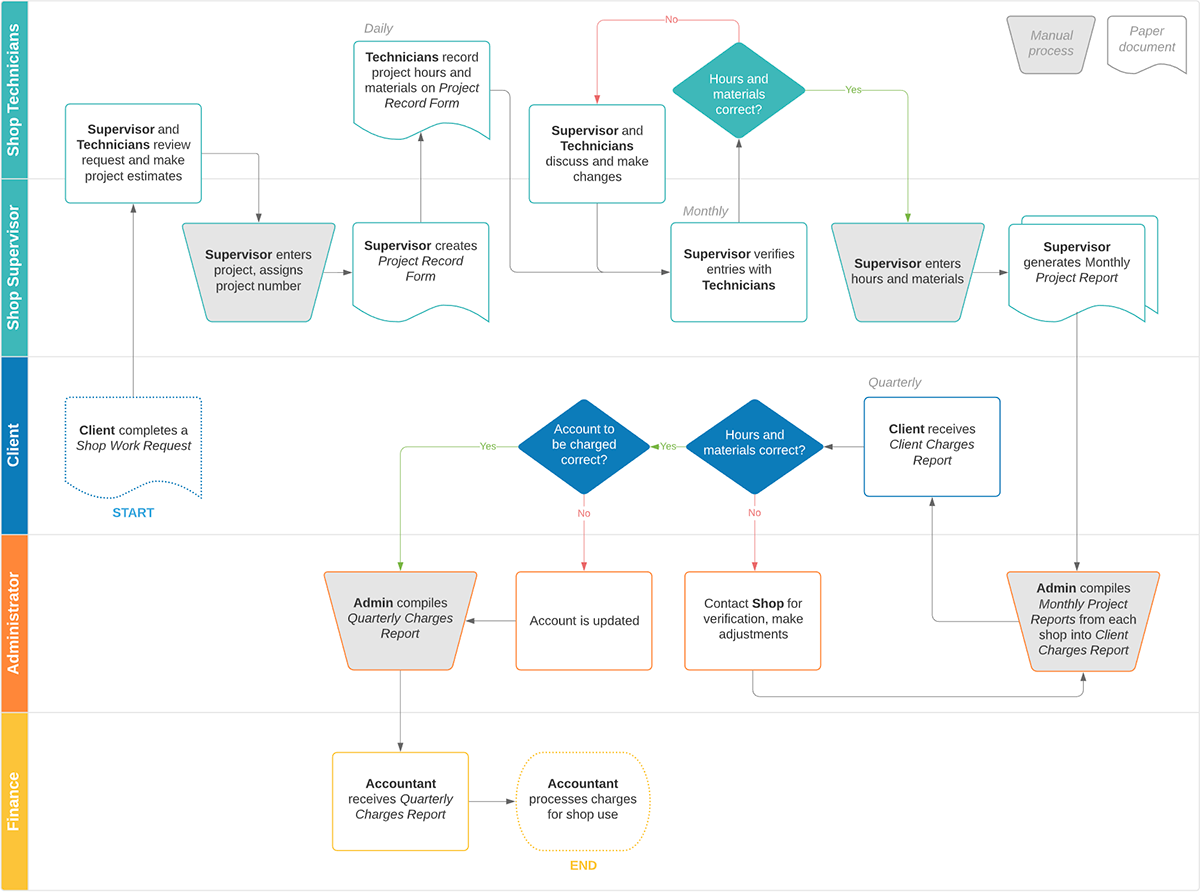 Shop Technicians
Daily
Technicians record
project hours and
materials on Project
Record Form
No
Hours and
materials
correct?
Yes
Manual
process
Paper
document
Supervisor and
Technicians review
request and make
project estimates
Supervisor and
Technicians
discuss and make
changes
Shop Supervisor
Supervisor enters
project, assigns
project number
Supervisor creates
Project Record
Form
Monthly
Supervisor verifies
entries with
Technicians
Supervisor enters
hours and materials
Supervisor
generates Monthly
Project Report
Client
Client completes a
Shop Work Request
START
Yes
Account to
be charged
correct?
No
Yes
Hours and
materials correct?
No
Quarterly
Client receives
Client Charges
Report
Administrator
Admin compiles
Quarterly Charges
Report
Account is updated
Contact Shop for
verification, make
adjustments
Admin compiles
Monthly Project
Reports from each
shop into Client
Charges Report
Finance
Accountant
receives Quarterly
Charges Report
Accountant
processes charges
for shop use
END